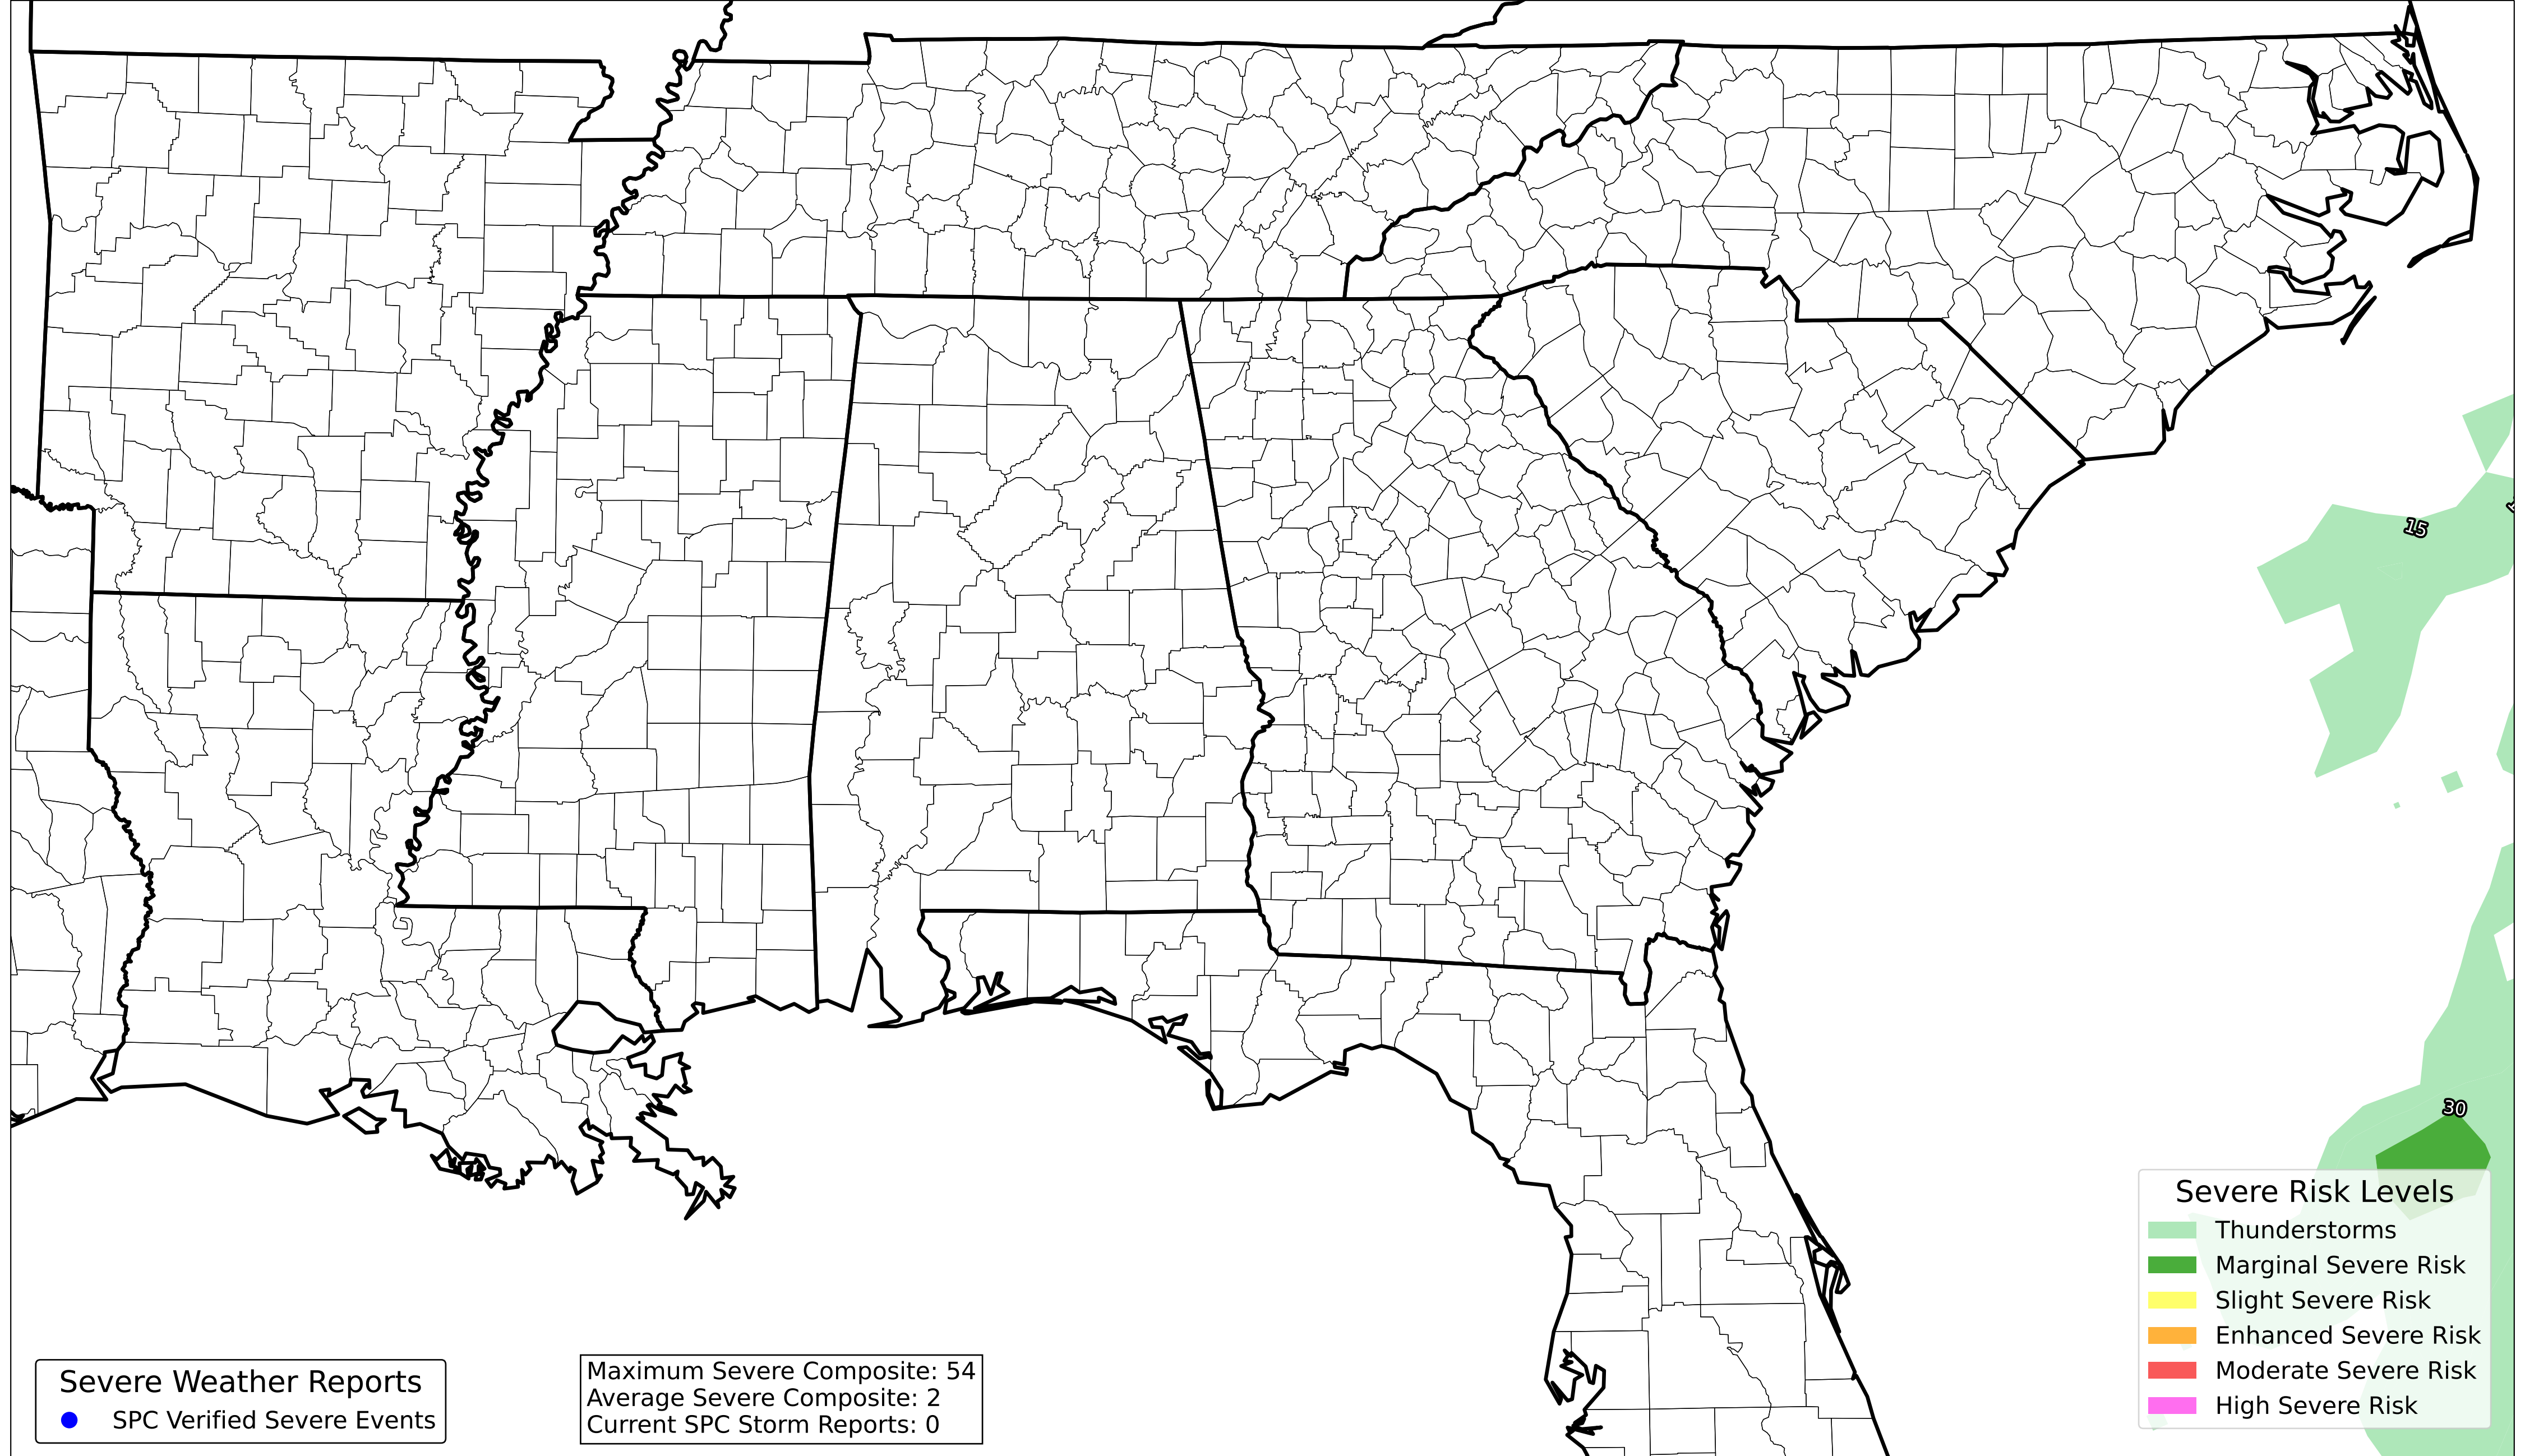 15
30
Severe Risk Levels
Thunderstorms
Marginal Severe Risk
Slight Severe Risk
Enhanced Severe Risk
Moderate Severe Risk
High Severe Risk
Severe Weather Reports
SPC Verified Severe Events
Maximum Severe Composite: 54
Average Severe Composite: 2
Current SPC Storm Reports: 0